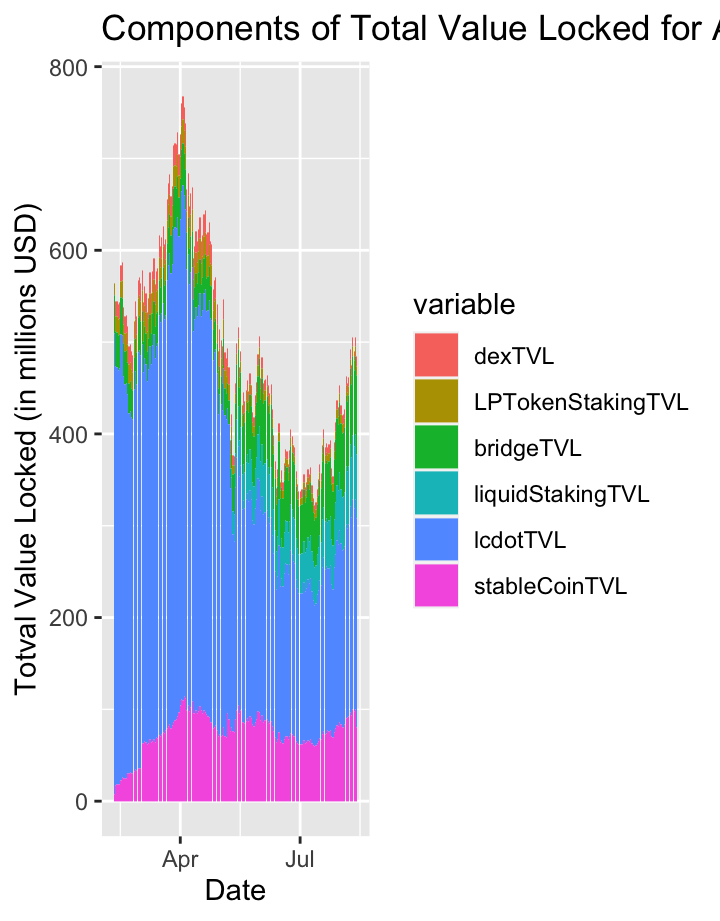 Components of Total Value Locked for A
Totval Value Locked (in millions USD)
800
600
400
200
0
Apr
Jul
Date
variable
dexTVL
LPTokenStakingTVL
bridgeTVL
liquidStakingTVL
lcdotTVL
stableCoinTVL